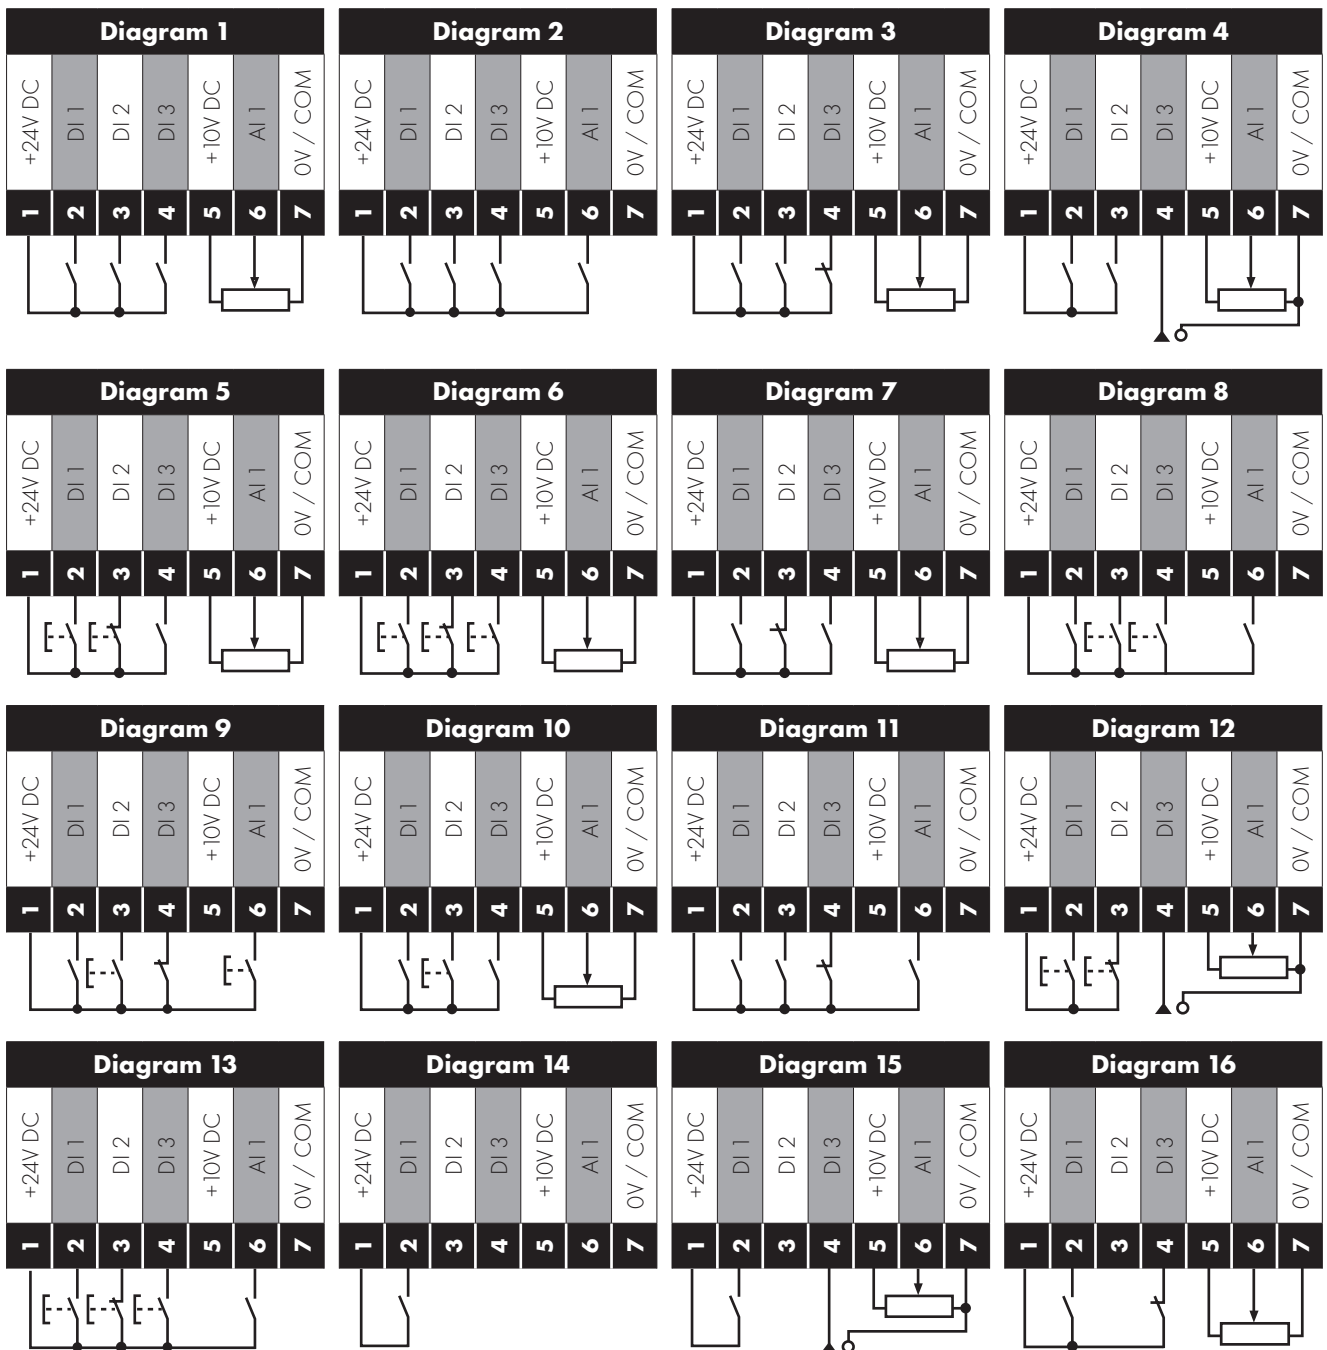 Diagram 1 Diagram 2 Diagram 3 Diagram 4
+24V DC DI 1 DI 2 DI 3 +10V DC AI 1 0V / COM +24V DC DI 1 DI 2 DI 3 +10V DC AI 1 0V / COM +24V DC DI 1 DI 2 DI 3 +10V DC AI 1 0V / COM +24V DC DI 1 DI 2 DI 3 +10V DC AI 1 0V / COM
1 2 3 4 5 6 7 1 2 3 4 5 6 7 1 2 3 4 5 6 7 1 2 3 4 5 6 7
Diagram 5 Diagram 6 Diagram 7 Diagram 8
+24V DC DI 1 DI 2 DI 3 +10V DC AI 1 0V / COM +24V DC DI 1 DI 2 DI 3 +10V DC AI 1 0V / COM +24V DC DI 1 DI 2 DI 3 +10V DC AI 1 0V / COM +24V DC DI 1 DI 2 DI 3 +10V DC AI 1 0V / COM
1 2 3 4 5 6 7 1 2 3 4 5 6 7 1 2 3 4 5 6 7 1 2 3 4 5 6 7
Diagram 9 Diagram 10 Diagram 11 Diagram 12
+24V DC DI 1 DI 2 DI 3 +10V DC AI 1 0V / COM +24V DC DI 1 DI 2 DI 3 +10V DC AI 1 0V / COM +24V DC DI 1 DI 2 DI 3 +10V DC AI 1 0V / COM +24V DC DI 1 DI 2 DI 3 +10V DC AI 1 0V / COM
1 2 3 4 5 6 7 1 2 3 4 5 6 7 1 2 3 4 5 6 7 1 2 3 4 5 6 7
Diagram 13 Diagram 14 Diagram 15 Diagram 16
+24V DC DI 1 DI 2 DI 3 +10V DC AI 1 0V / COM +24V DC DI 1 DI 2 DI 3 +10V DC AI 1 0V / COM +24V DC DI 1 DI 2 DI 3 +10V DC AI 1 0V / COM +24V DC DI 1 DI 2 DI 3 +10V DC AI 1 0V / COM
1 2 3 4 5 6 7 1 2 3 4 5 6 7 1 2 3 4 5 6 7 1 2 3 4 5 6 7